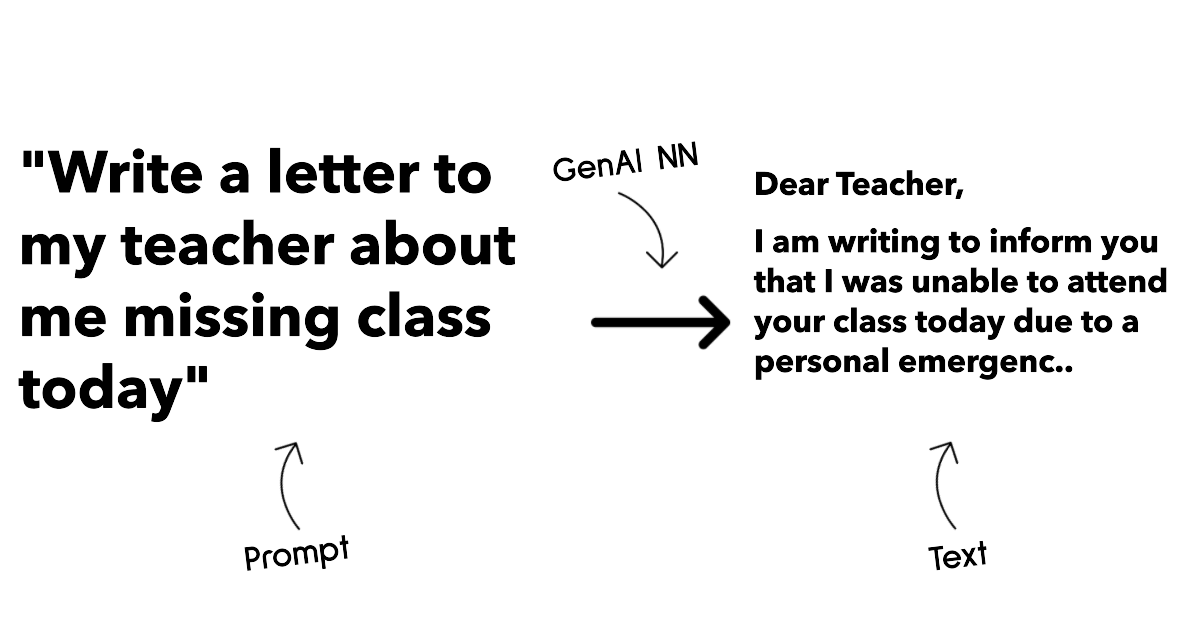 "Write a letter to
my teacher about
me missing class
today"
GenAI NN
Dear Teacher,
I am writing to inform you
that I was unable to attend
your class today due to a
personal emergenc..
Prompt
Text